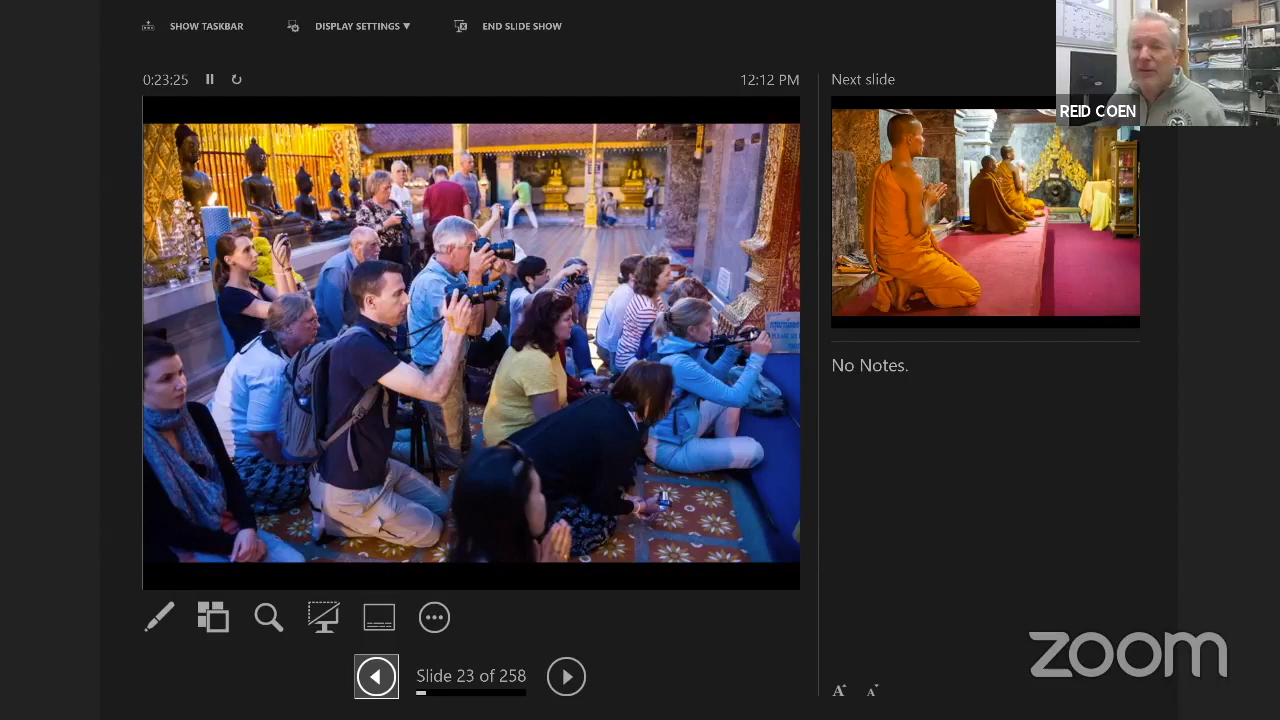 SHOW TASKBAR
DISPLAY SETTINGS ▼
END SLIDE SHOW
0:23:25
12:12 PM
Next slide
REID COEN
No Notes.
Slide 23 of 258
A A
zoom